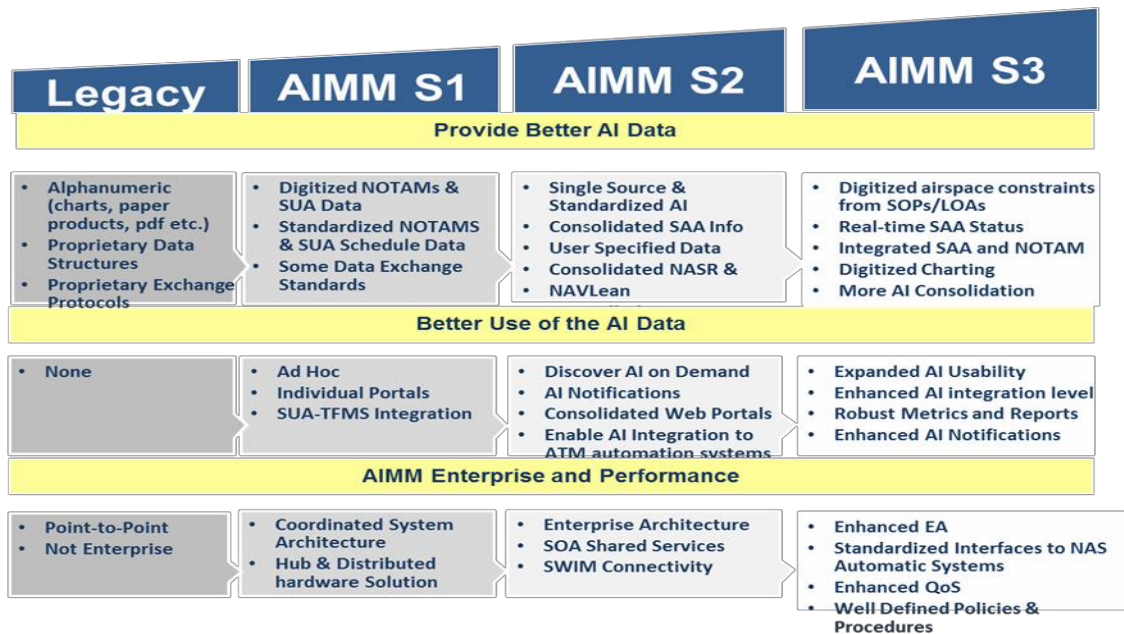 Legacy
AIMM S1
AIMM S2
AIMM S3
Provide Better AI Data
• Alphanumeric
(charts, paper
products, pdf etc.)
• Proprietary Data
Structures
• Proprietary Exchange
Protocols
• Digitized NOTAMs &
SUA Data
• Standardized NOTAMS
& SUA Schedule Data
• Some Data Exchange
Standards
• Single Source &
Standardized AI
• Consolidated SAA Info
• User Specified Data
• Consolidated NASR &
• NAVLean
• Digitized airspace constraints
from SOPs/LOAs
• Real-time SAA Status
• Integrated SAA and NOTAM
• Digitized Charting
• More AI Consolidation
Better Use of the AI Data
• None
• Ad Hoc
• Individual Portals
• SUA-TFMS Integration
• Discover AI on Demand
• AI Notifications
• Consolidated Web Portals
• Enable AI Integration to
ATM automation systems
• Expanded AI Usability
• Enhanced AI integration level
• Robust Metrics and Reports
• Enhanced AI Notifications
AIMM Enterprise and Performance
• Point-to-Point
• Not Enterprise
• Coordinated System
Architecture
• Hub & Distributed
hardware Solution
• Enterprise Architecture
• SOA Shared Services
• SWIM Connectivity
• Enhanced EA
• Standardized Interfaces to NAS
Automatic Systems
• Enhanced QoS
• Well Defined Policies &
Procedures